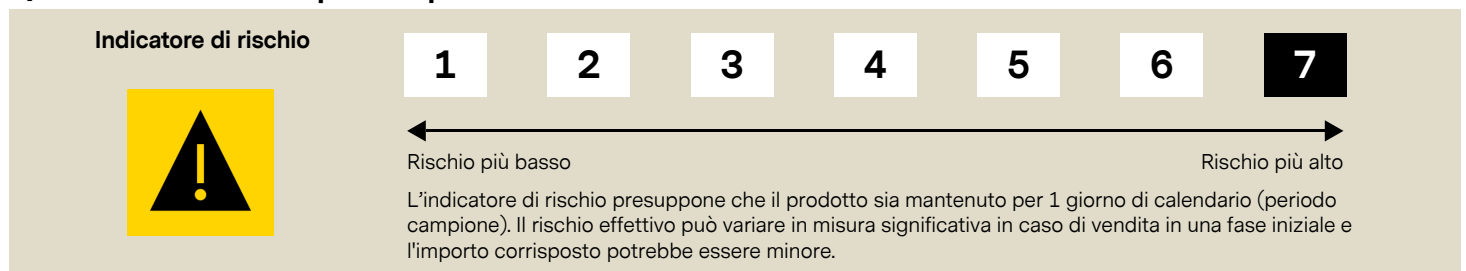 Indicatore di rischio
1 2 3 4 5 6 7
Rischio più basso Rischio più alto
L’indicatore di rischio presuppone che il prodotto sia mantenuto per 1 giorno di calendario (periodo
campione). Il rischio effettivo può variare in misura significativa in caso di vendita in una fase iniziale e
l'importo corrisposto potrebbe essere minore.